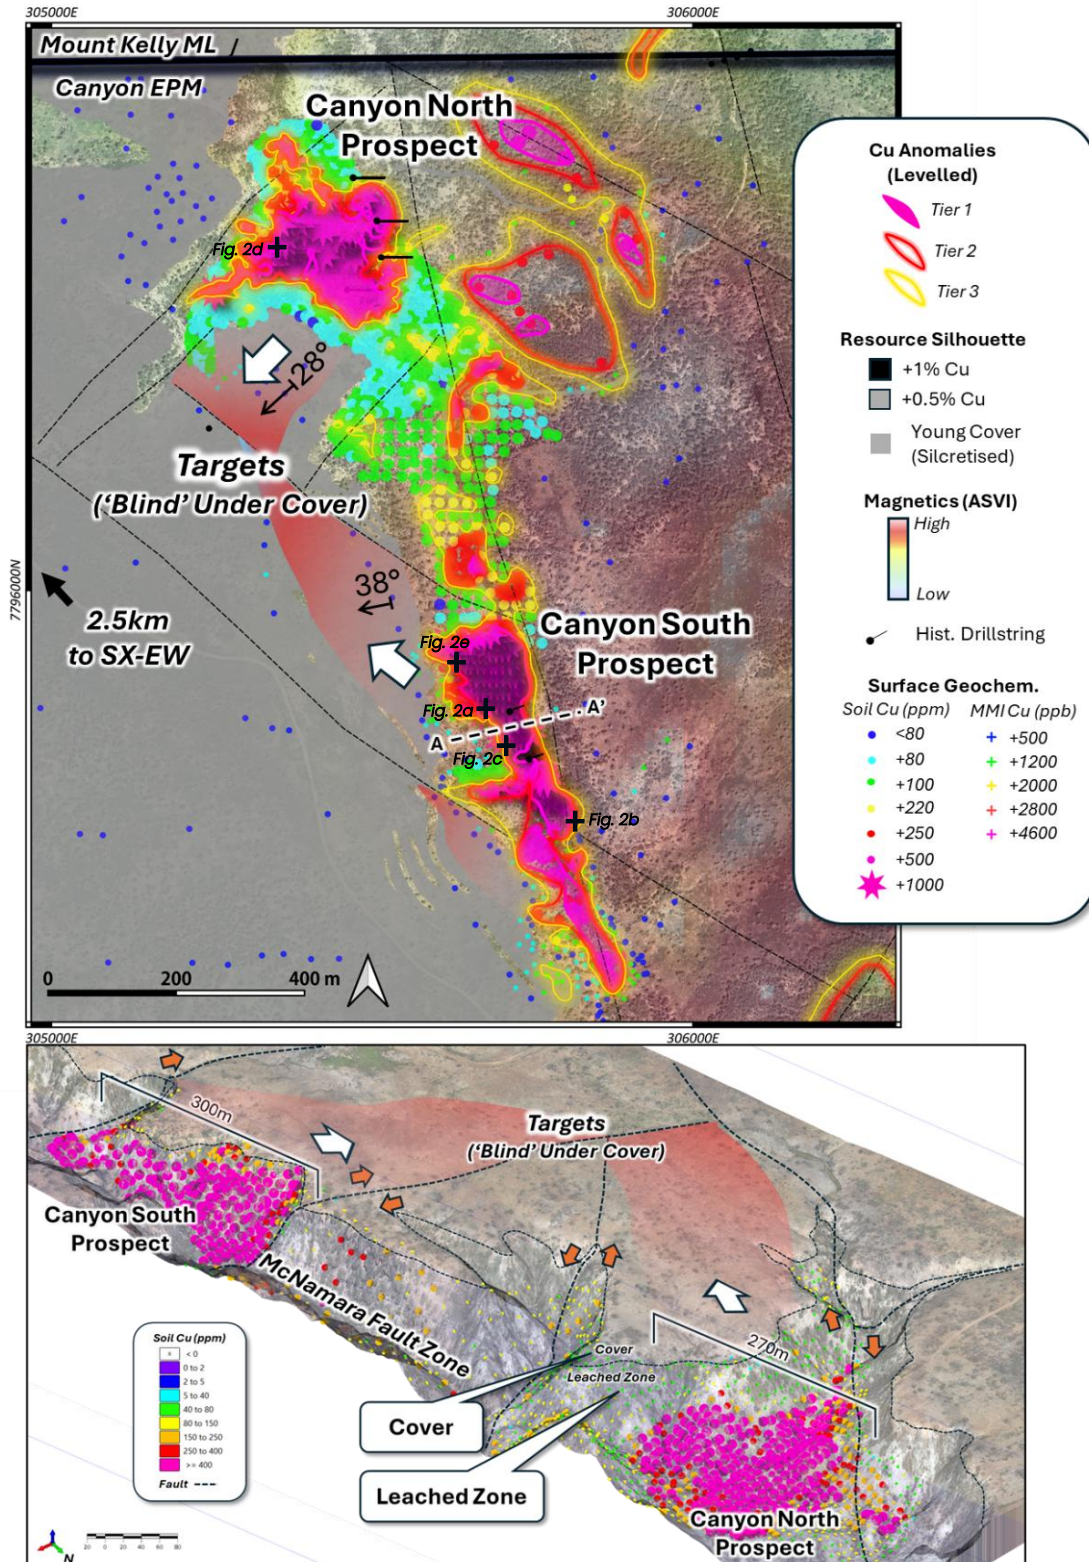 305000E
306000E
Mount Kelly ML
Canyon EPM
Canyon North
Prospect
Fig. 2d
28°
Targets
('Blind' Under Cover)
38°
7796000N
2.5km
to SX-EW
Canyon South
Prospect
Fig. 2e
Fig. 2a
A
A'
Fig. 2c
Fig. 2b
0
200
400 m
305000E
306000E
Cu Anomalies
(Levelled)
Tier 1
Tier 2
Tier 3
Resource Silhouette
+1% Cu
+0.5% Cu
Young Cover
(Silcretised)
Magnetics (ASVI)
High
Low
Hist. Drillstring
Surface Geochem.
Soil Cu (ppm) MMI Cu (ppb)
<80 +500
+80 +1200
+100 +2000
+220 +2800
+250 +4600
+500
+1000
300m
Targets
('Blind' Under Cover)
Canyon South
Prospect
McNamara Fault Zone
270m
Cover
Leached Zone
Cover
Leached Zone
Canyon North
Prospect
Soil Cu (ppm)
< 0
0 to 2
2 to 5
5 to 40
40 to 80
80 to 150
150 to 250
250 to 400
>= 400
Fault
N
20 0 20 40 60 80